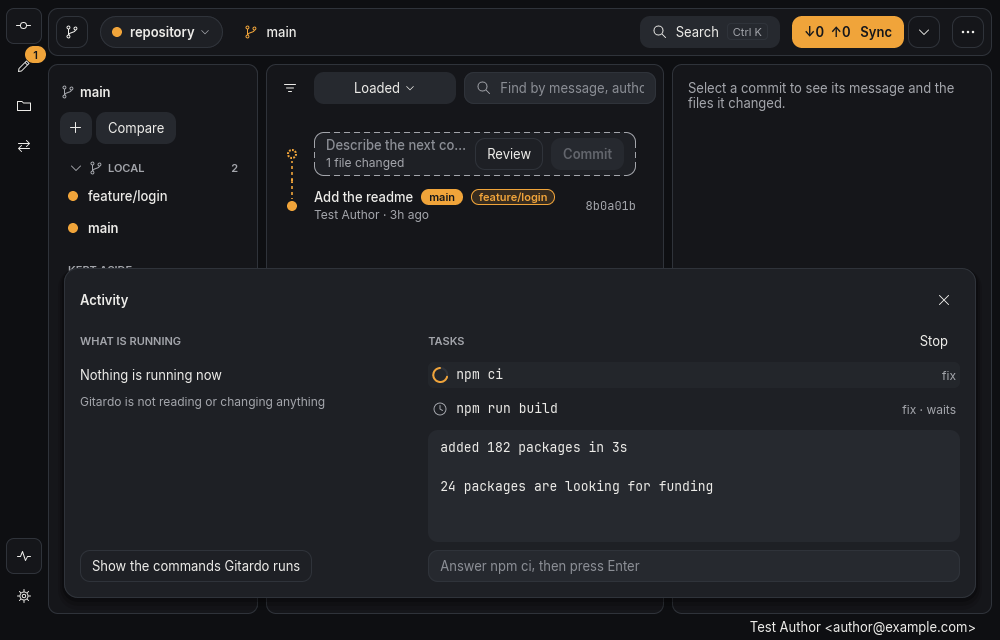 repository
main
Search
Ctrl K
↓0 ↑0 Sync
1
main
Compare
LOCAL
2
feature/login
main
Loaded
Find by message, autho
Describe the next co...
1 file changed
Review
Commit
Add the readme
main
feature/login
Test Author · 3h ago
8b0a01b
Select a commit to see its message and the
files it changed.
Activity
WHAT IS RUNNING
Nothing is running now
Gitardo is not reading or changing anything
Show the commands Gitardo runs
TASKS
Stop
npm ci
fix
npm run build
fix · waits
added 182 packages in 3s
24 packages are looking for funding
Answer npm ci, then press Enter
Test Author <author@example.com>